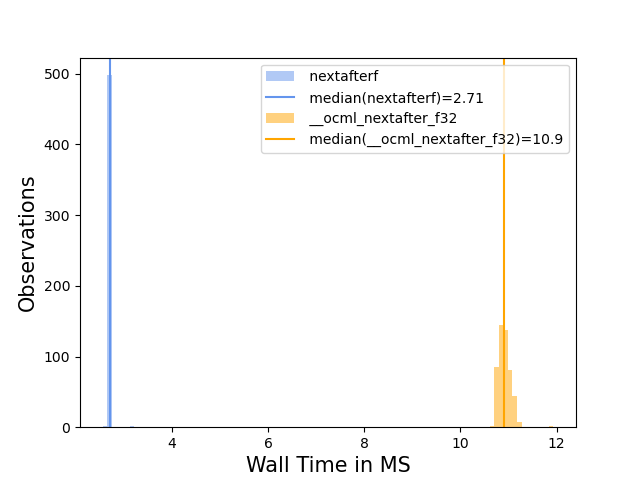 500
400
300
200
100
0
Observations
nextafterf
median(nextafterf)=2.71
__ocml_nextafter_f32
median(__ocml_nextafter_f32)=10.9
4 6 8 10 12
Wall Time in MS